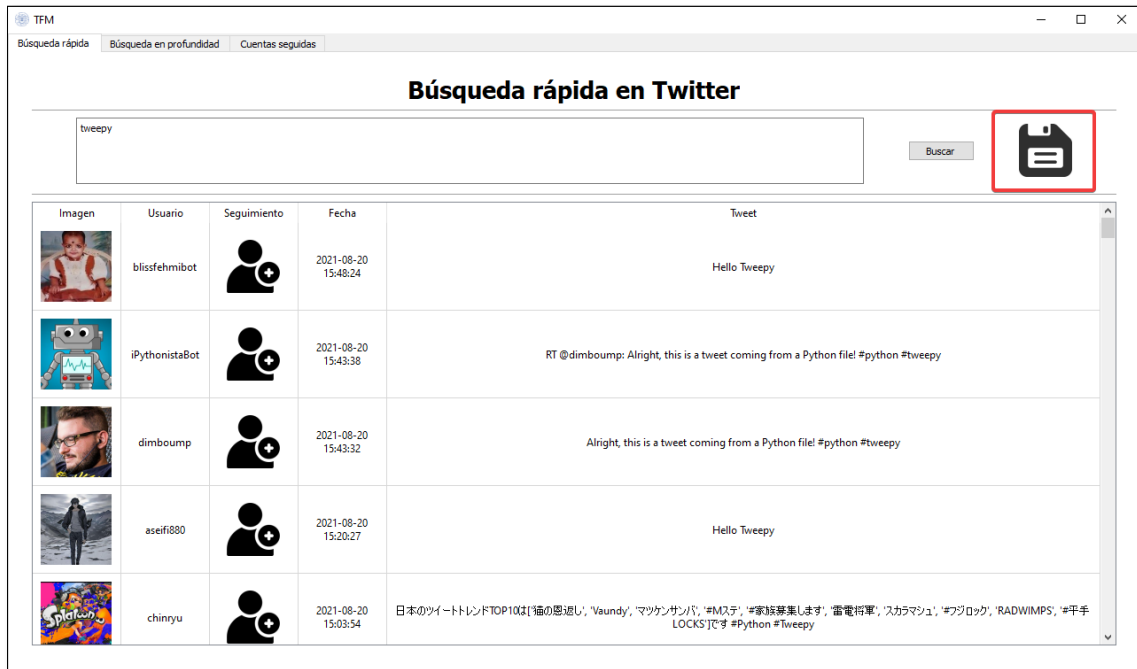 TFM
Búsqueda rápida Búsqueda en profundidad Cuentas seguidas
Búsqueda rápida en Twitter
tweepy
Buscar
Imagen Usuario Seguimiento Fecha Tweet
blissfehmibot 2021-08-20 15:48:24 Hello Tweepy
iPythonistaBot 2021-08-20 15:43:38 RT @dimboump: Alright, this is a tweet coming from a Python file! #python #tweepy
dimboump 2021-08-20 15:43:32 Alright, this is a tweet coming from a Python file! #python #tweepy
aseifi880 2021-08-20 15:20:27 Hello Tweepy
Splatoon
chinryu 2021-08-20 15:03:54 日本のツイートトレンドTOP10は['猫の恩返し', 'Vaundy', 'マツケンサンバ', '#Mステ', '#家族募集します', '雷電将軍', 'スカラマシュ', '#フジロック', 'RADWIMPS', '#平手
LOCKS']です #Python #Tweepy